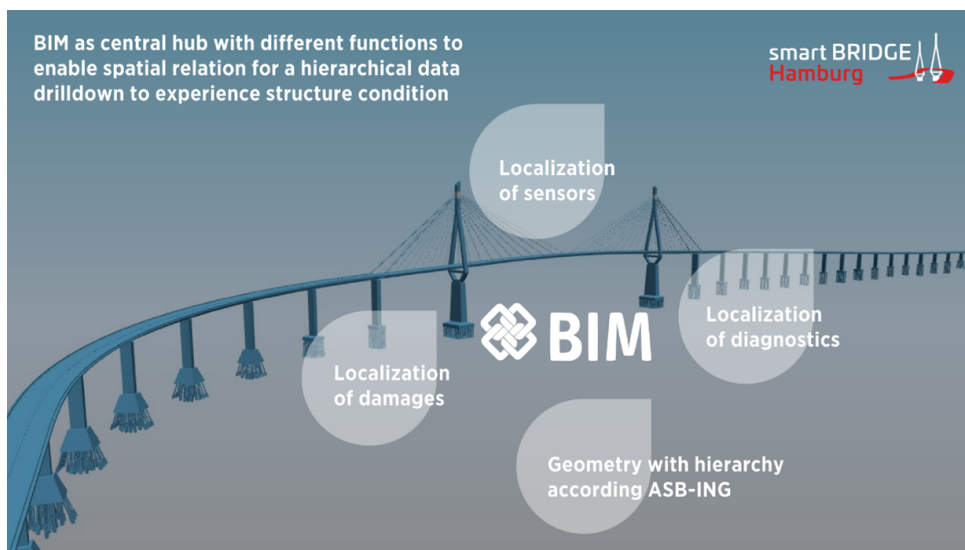 BIM as central hub with different functions to
enable spatial relation for a hierarchical data
drilldown to experience structure condition
smart BRIDGE
Hamburg
Localization
of sensors
Localization
of diagnostics
BIM
Localization
of damages
Geometry with hierarchy
according ASB-ING